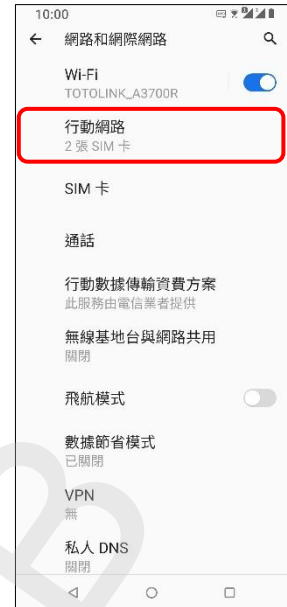 10:00
網路和網際網路
Wi-Fi
TOTOLINK_A3700R
行動網路
2 張 SIM 卡
SIM 卡
通話
行動數據傳輸資費方案
此服務由電信業者提供
無線基地台與網路共用
關閉
飛航模式
數據節省模式
已關閉
VPN
無
私人 DNS
關閉